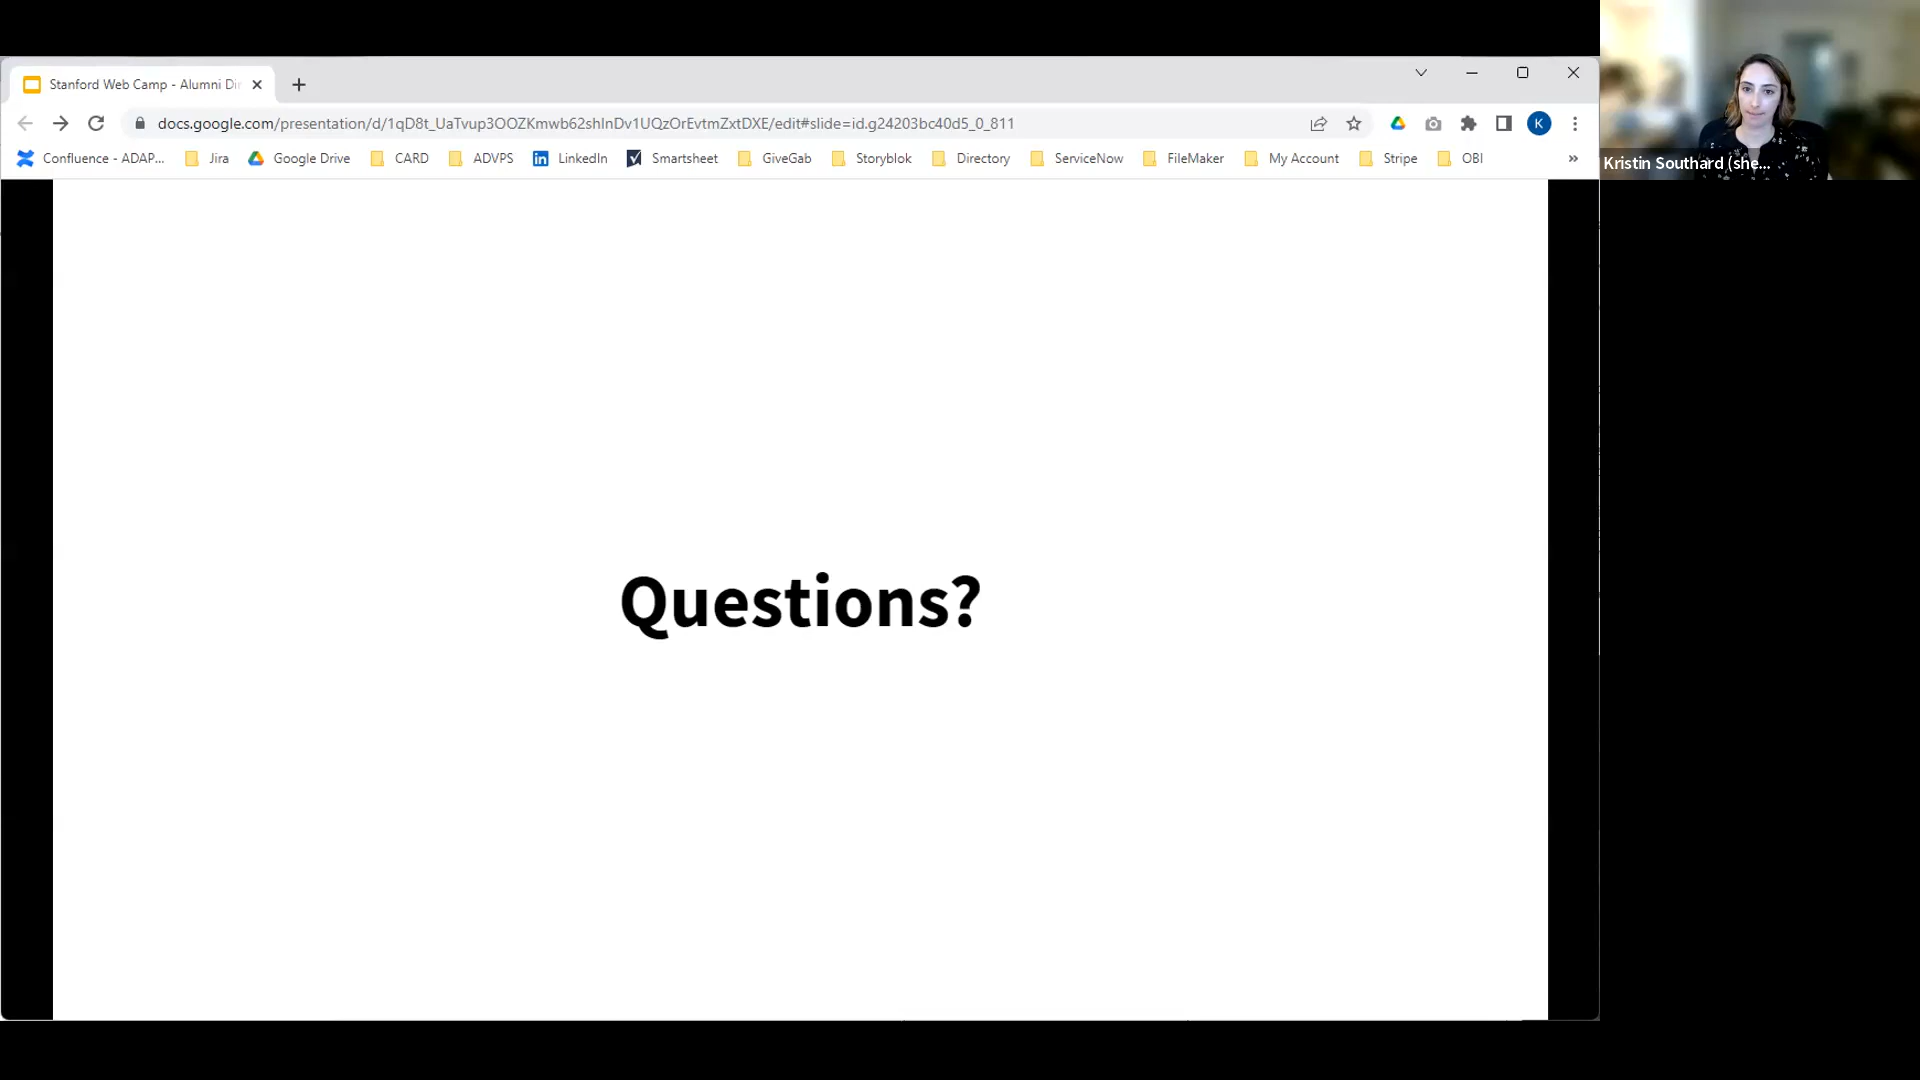 Stanford Web Camp - Alumni Dir
docs.google.com/presentation/d/1qD8t_UaTvup3OOZKmwb62shInDv1UQzOrEvtmZxtDXE/edit#slide=id.g24203bc40d5_0_811
K
Confluence - ADAP... Jira Google Drive CARD ADVPS LinkedIn Smartsheet GiveGab Storyblok Directory ServiceNow FileMaker My Account Stripe OBI »
Kristin Southard (she...
Questions?